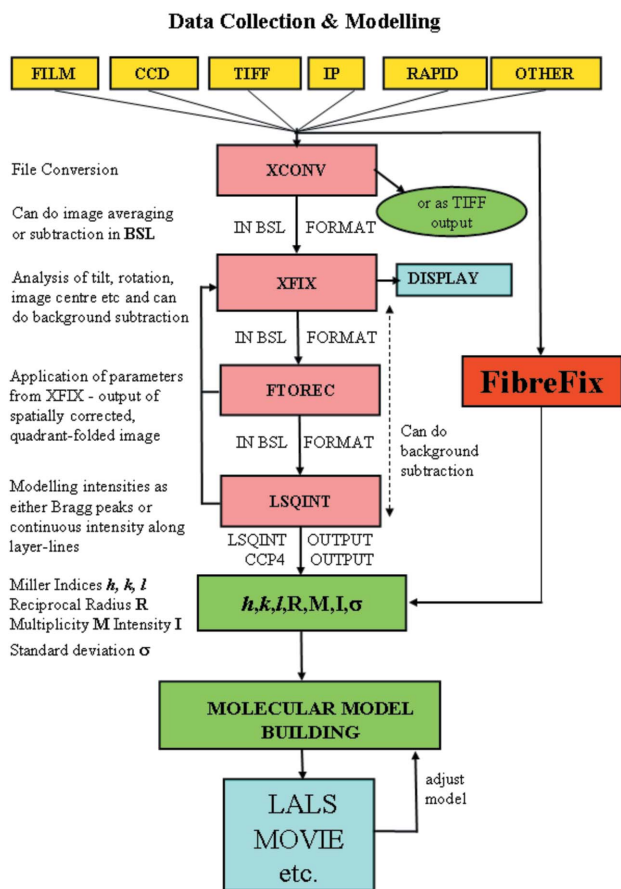 Data Collection & Modelling
FILM
CCD
TIFF
IP
RAPID
OTHER
File Conversion
XCONV
or as TIFF
output
Can do image averaging
or subtraction in BSL
IN BSL FORMAT
Analysis of tilt, rotation,
image centre etc and can
do background subtraction
XFIX
DISPLAY
IN BSL FORMAT
FibreFix
Application of parameters
from XFIX - output of
spatially corrected,
quadrant-folded image
FTOREC
Can do
background
subtraction
IN BSL FORMAT
Modelling intensities as
either Bragg peaks or
continuous intensity along
layer-lines
LSQINT
LSQINT OUTPUT
CCP4 OUTPUT
Miller Indices h, k, l
Reciprocal Radius R
Multiplicity M Intensity I
Standard deviation σ
h,k,l,R,M,I,σ
MOLECULAR MODEL
BUILDING
adjust
model
LALS
MOVIE
etc.